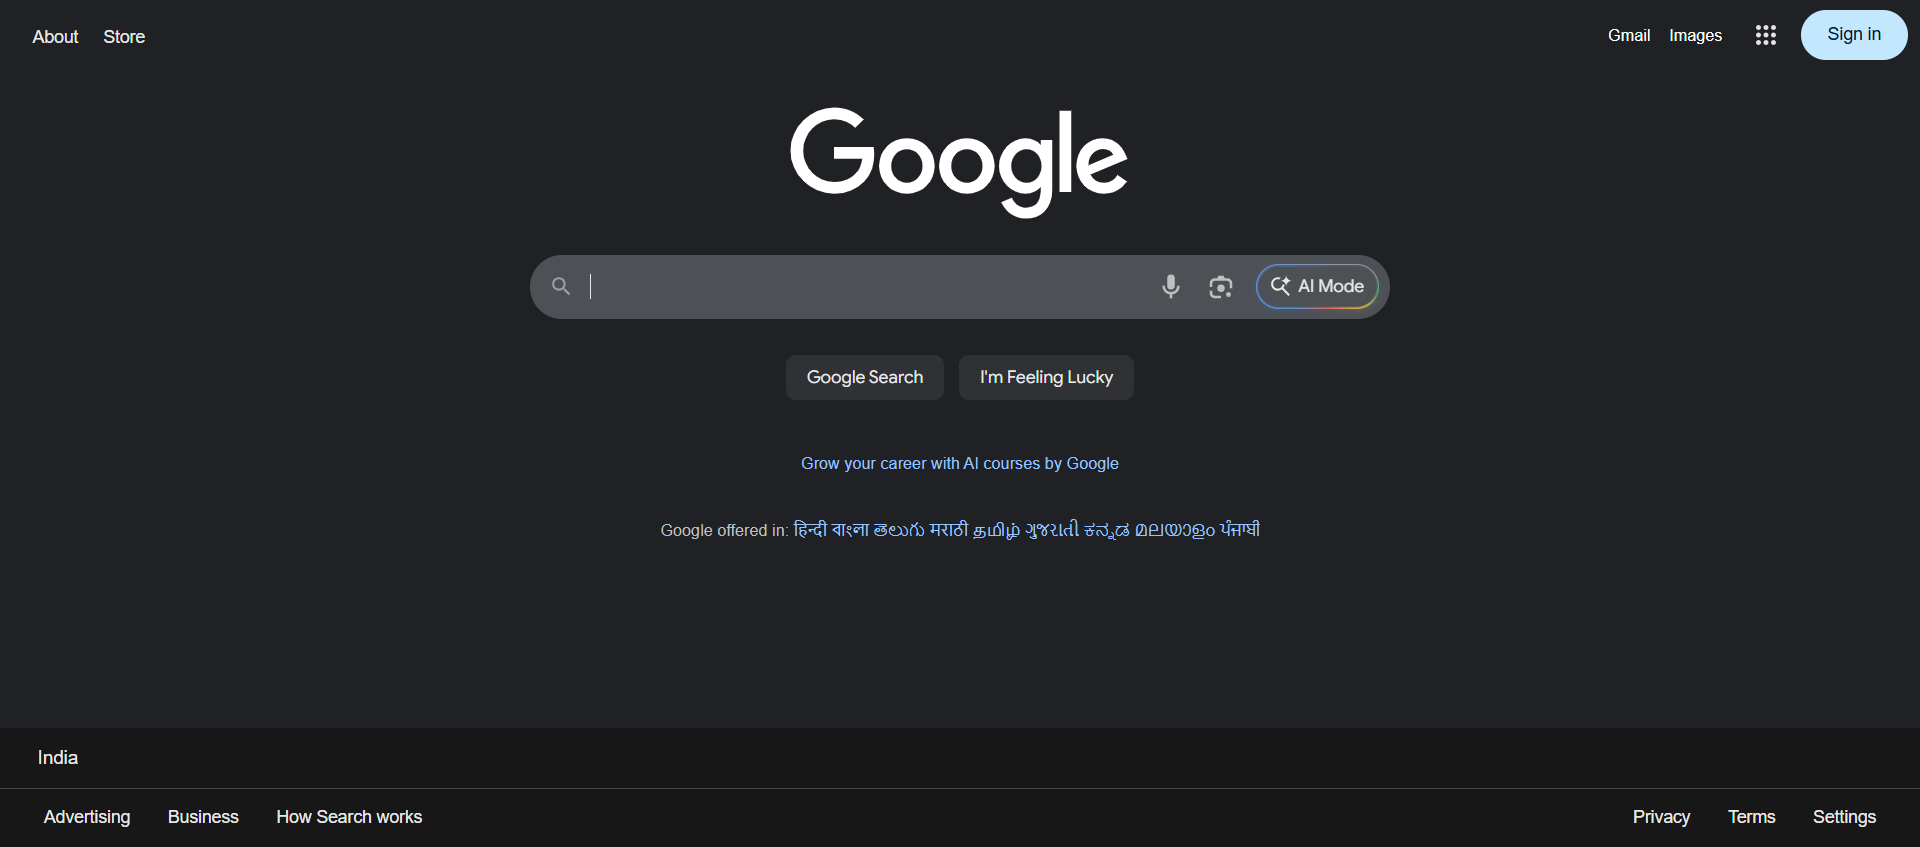 About Store
Gmail Images Sign in
Google
AI Mode
Google Search I'm Feeling Lucky
Grow your career with AI courses by Google
Google offered in: हिन्दी বাংলা తెలుగు मराठी தமிழ் ગુજરાતી ಕನ್ನಡ മലയാളം ਪੰਜਾਬੀ
India
Advertising Business How Search works
Privacy Terms Settings